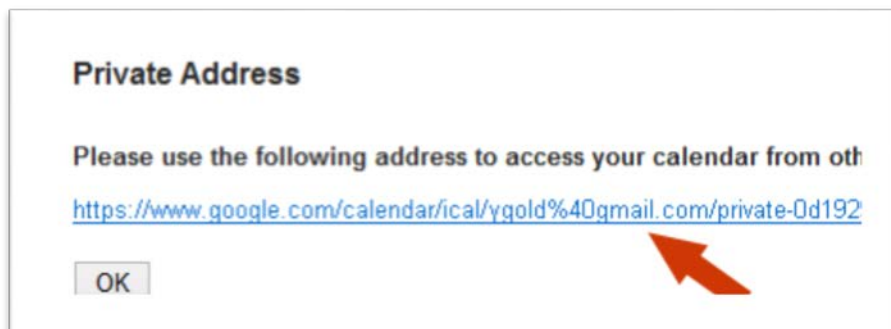 Private Address
Please use the following address to access your calendar from oth
https://www.google.com/calendar/ical/ygold%40gmail.com/private-0d192
OK